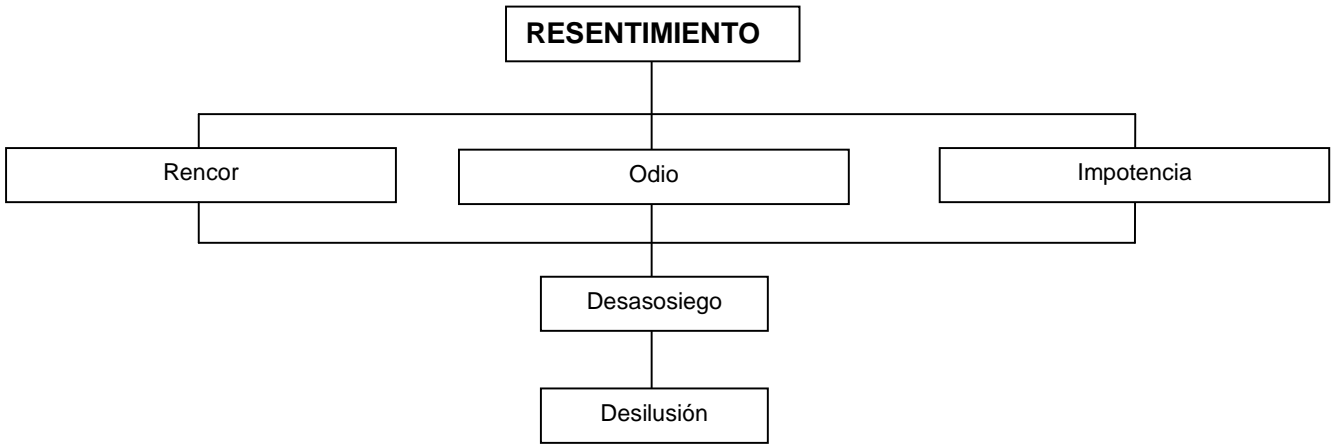 RESENTIMIENTO
Rencor
Odio
Impotencia
Desasosiego
Desilusión